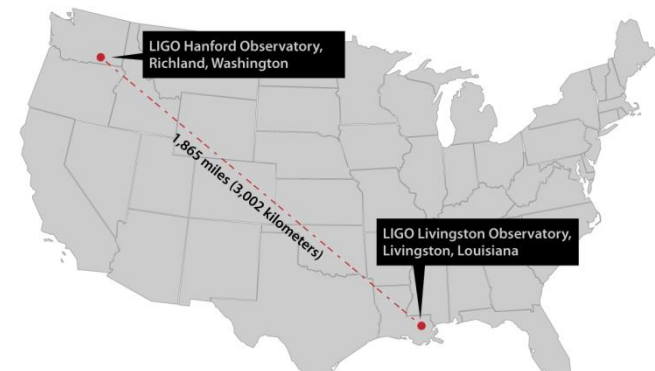 LIGO Hanford Observatory,
Richland, Washington
1,865 miles (3,002 kilometers)
LIGO Livingston Observatory,
Livingston, Louisiana